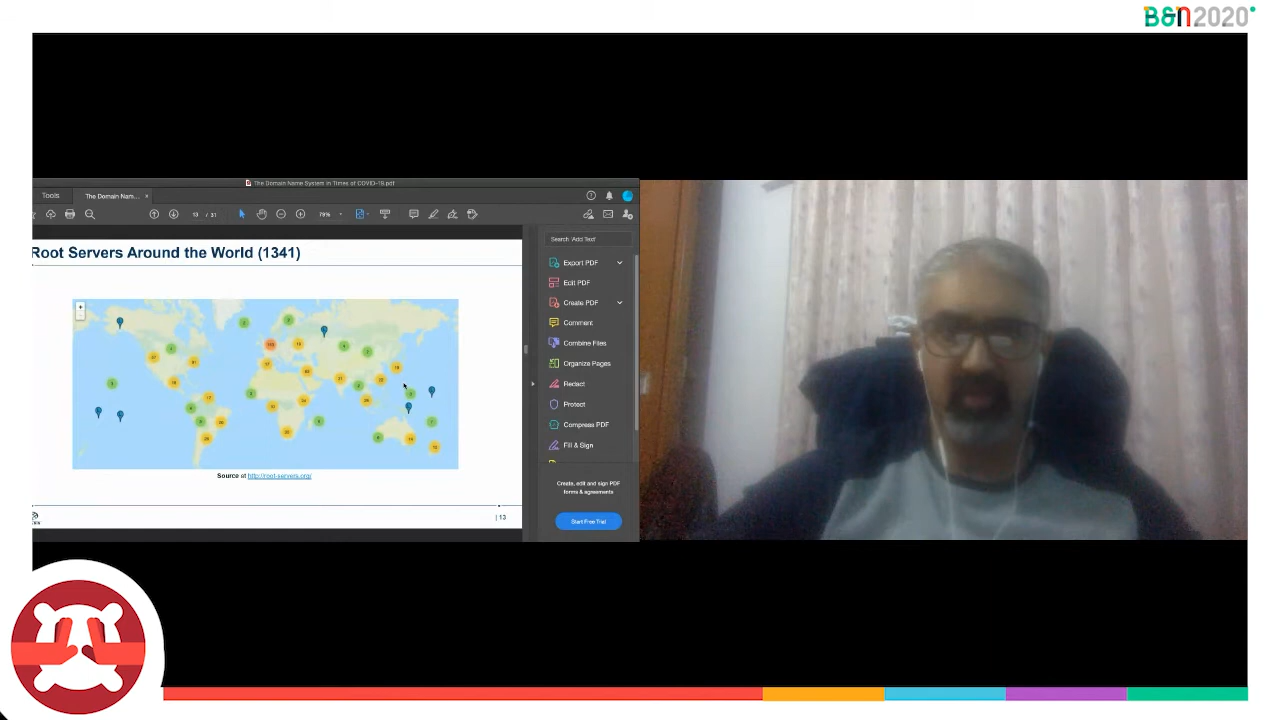 B&N2020
The Domain Name System in Times of COVID-19.pdf
Tools
The Domain Nam... ×
13 / 31
79%
Root Servers Around the World (1341)
Source at http://root-servers.org/
| 13
Search 'Add Text'
Export PDF
Edit PDF
Create PDF
Comment
Combine Files
Organize Pages
Redact
Protect
Compress PDF
Fill & Sign
Create, edit and sign PDF
forms & agreements
Start Free Trial